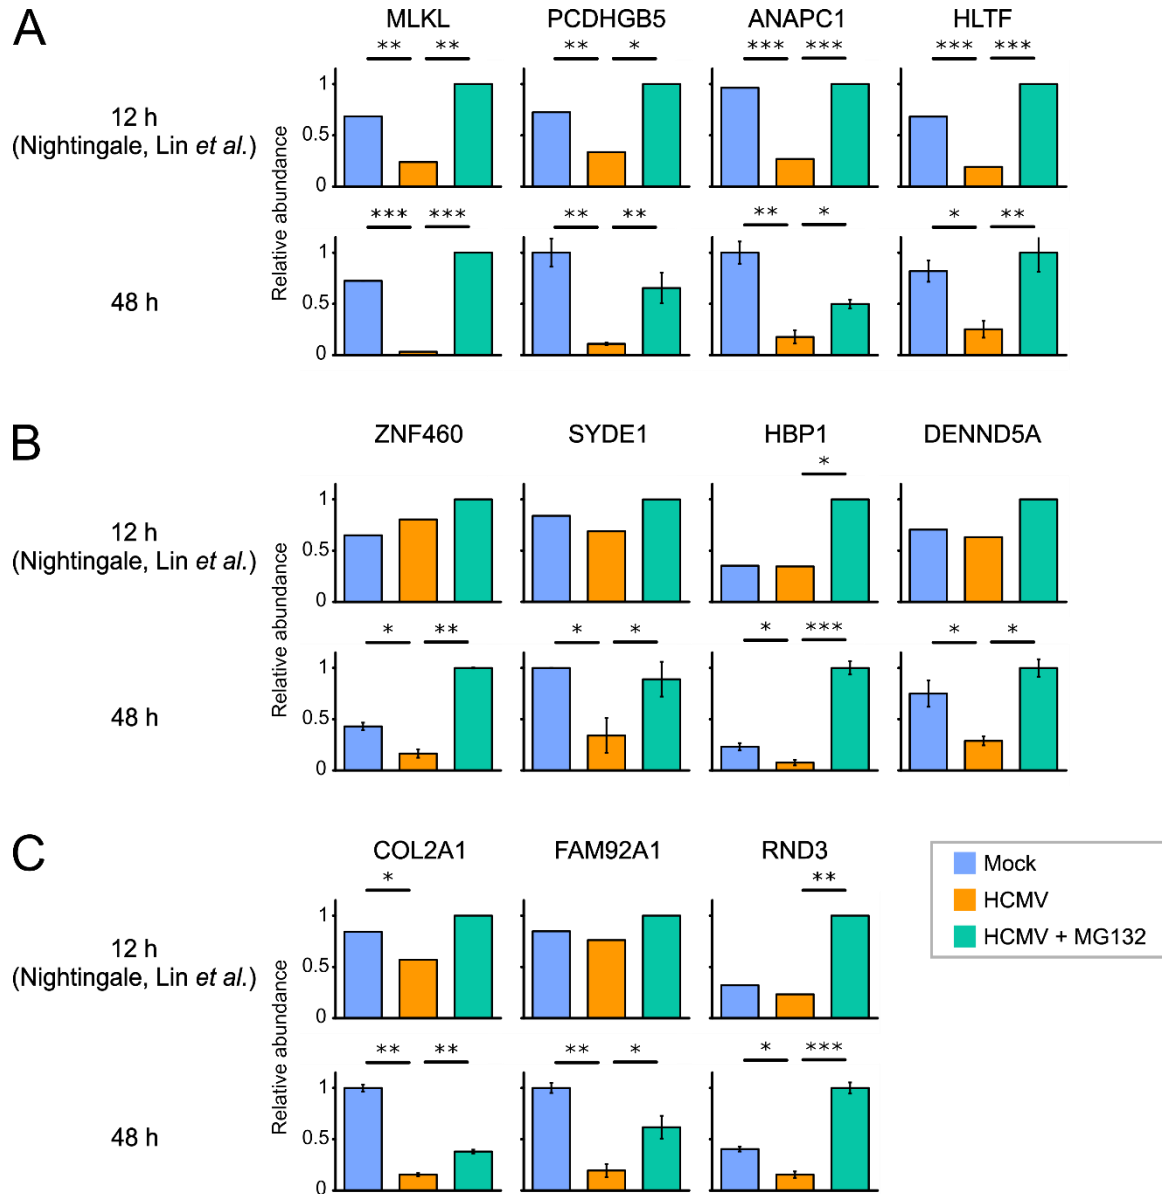 A
MLKL PCDHGB5 ANAPC1 HLTF
** ** ** * *** *** *** ***
12 h
(Nightingale, Lin et al.)
1
0.5
0
Relative abundance
*** *** ** ** ** * * **
48 h
1
0.5
0
B
ZNF460 SYDE1 HBP1 DENND5A
*
12 h
(Nightingale, Lin et al.)
1
0.5
0
Relative abundance
* ** * * * *** * *
48 h
1
0.5
0
C
COL2A1 FAM92A1 RND3
* **
12 h
(Nightingale, Lin et al.)
1
0.5
0
Relative abundance
** ** ** * * ***
48 h
1
0.5
0
Mock
HCMV
HCMV + MG132